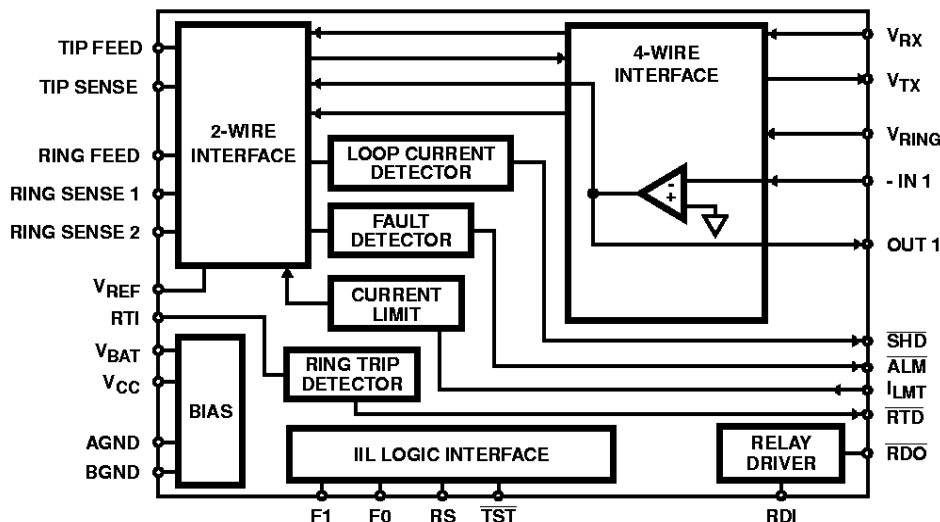 TIP FEED
TIP SENSE
RING FEED
RING SENSE 1
RING SENSE 2
VREF
RTI
VBAT
VCC
AGND
BGND
2-WIRE
INTERFACE
4-WIRE
INTERFACE
LOOP CURRENT
DETECTOR
FAULT
DETECTOR
CURRENT
LIMIT
RING TRIP
DETECTOR
BIAS
IIL LOGIC INTERFACE
RELAY
DRIVER
-
+
VRX
VTX
VRING
- IN 1
OUT 1
SHD
ALM
ILMT
RTD
RDO
F1
F0
RS
TST
RDI